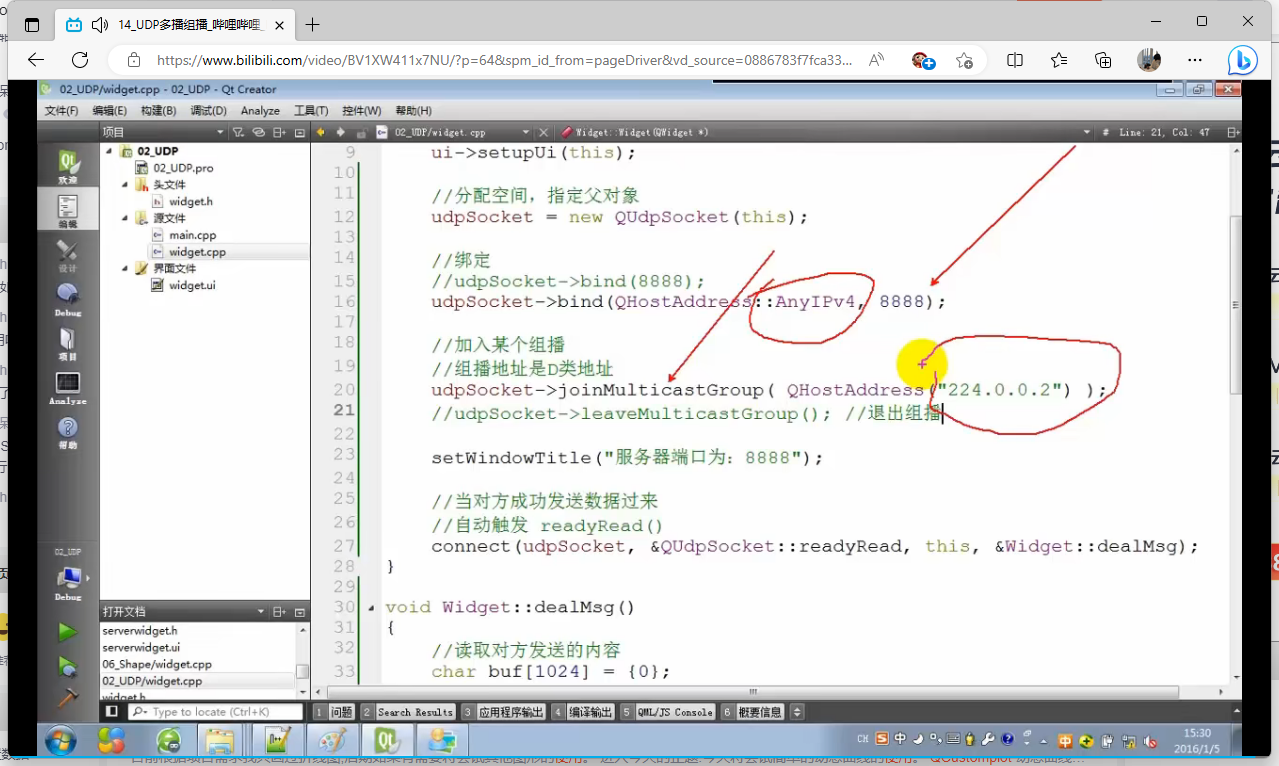 14_UDP多播组播_哔哩哔哩_
https://www.bilibili.com/video/BV1XW411x7NU/?p=64&spm_id_from=pageDriver&vd_source=0886783f7fca33...
02_UDP/widget.cpp - 02_UDP - Qt Creator
文件(F) 编辑(E) 构建(B) 调试(D) Analyze 工具(T) 控件(W) 帮助(H)
项目
02_UDP/widget.cpp
Widget::Widget(QWidget *)
# Line: 21, Col: 47
欢迎
编辑
设计
Debug
项目
Analyze
帮助
02_UDP
Debug
02_UDP
02_UDP.pro
头文件
widget.h
源文件
main.cpp
widget.cpp
界面文件
widget.ui
打开文档
serverwidget.h
serverwidget.ui
06_Shape/widget.cpp
02_UDP/widget.cpp
widget.h
9 ui->setupUi(this);
10
11 //分配空间，指定父对象
12 udpSocket = new QUdpSocket(this);
13
14 //绑定
15 //udpSocket->bind(8888);
16 udpSocket->bind(QHostAddress::AnyIPv4, 8888);
17
18 //加入某个组播
19 //组播地址是D类地址
20 udpSocket->joinMulticastGroup( QHostAddress("224.0.0.2") );
21 //udpSocket->leaveMulticastGroup(); //退出组播
22
23 setWindowTitle("服务器端口为：8888");
24
25 //当对方成功发送数据过来
26 //自动触发 readyRead()
27 connect(udpSocket, &QUdpSocket::readyRead, this, &Widget::dealMsg);
28 }
29
30 void Widget::dealMsg()
31 {
32 //读取对方发送的内容
33 char buf[1024] = {0};
Type to locate (Ctrl+K)
1 问题 2 Search Results 3 应用程序输出 4 编译输出 5 QML/JS Console 6 概要信息
CH
中
15:30
2016/1/5